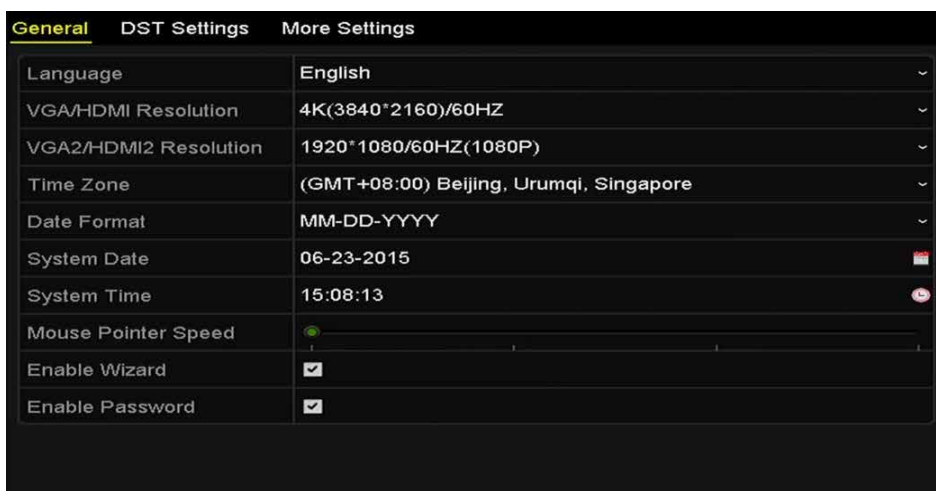 General DST Settings More Settings
Language English
VGA/HDMI Resolution 4K(3840*2160)/60HZ
VGA2/HDMI2 Resolution 1920*1080/60HZ(1080P)
Time Zone (GMT+08:00) Beijing, Urumqi, Singapore
Date Format MM-DD-YYYY
System Date 06-23-2015
System Time 15:08:13
Mouse Pointer Speed
Enable Wizard
Enable Password